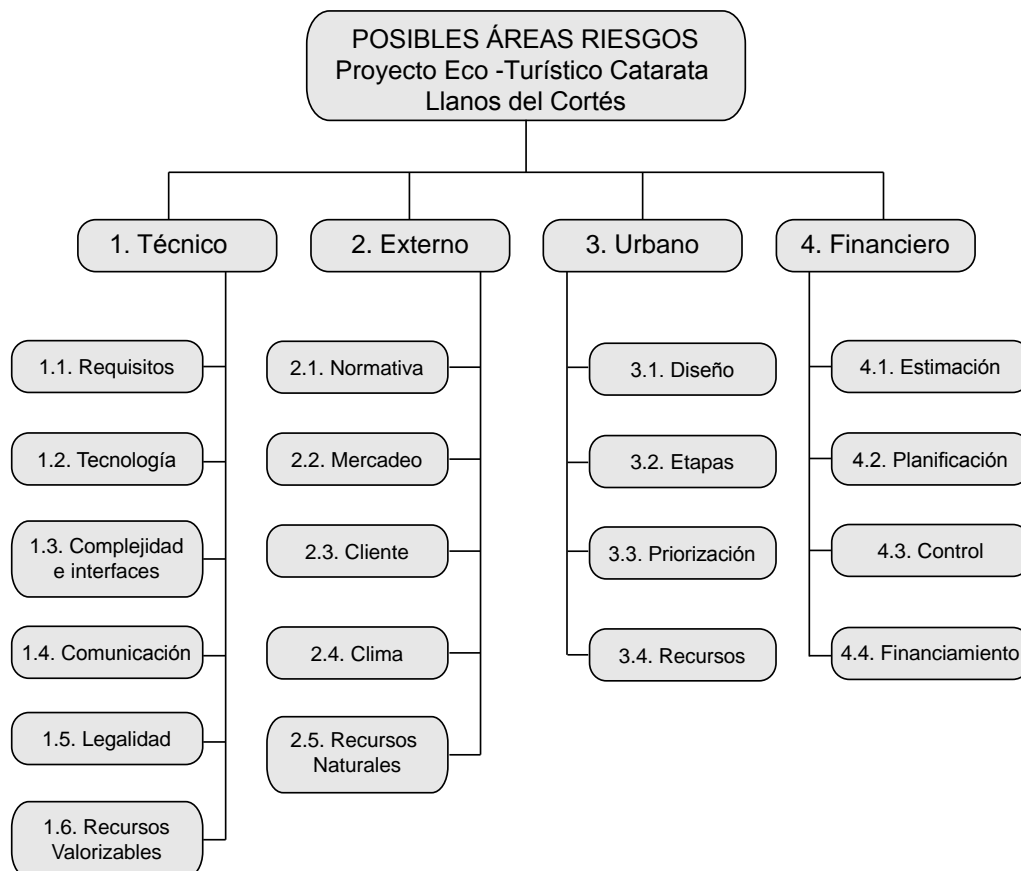 POSIBLES ÁREAS RIESGOS
Proyecto Eco -Turístico Catarata
Llanos del Cortés
1. Técnico
2. Externo
3. Urbano
4. Financiero
1.1. Requisitos
1.2. Tecnología
1.3. Complejidad
e interfaces
1.4. Comunicación
1.5. Legalidad
1.6. Recursos
Valorizables
2.1. Normativa
2.2. Mercadeo
2.3. Cliente
2.4. Clima
2.5. Recursos
Naturales
3.1. Diseño
3.2. Etapas
3.3. Priorización
3.4. Recursos
4.1. Estimación
4.2. Planificación
4.3. Control
4.4. Financiamiento